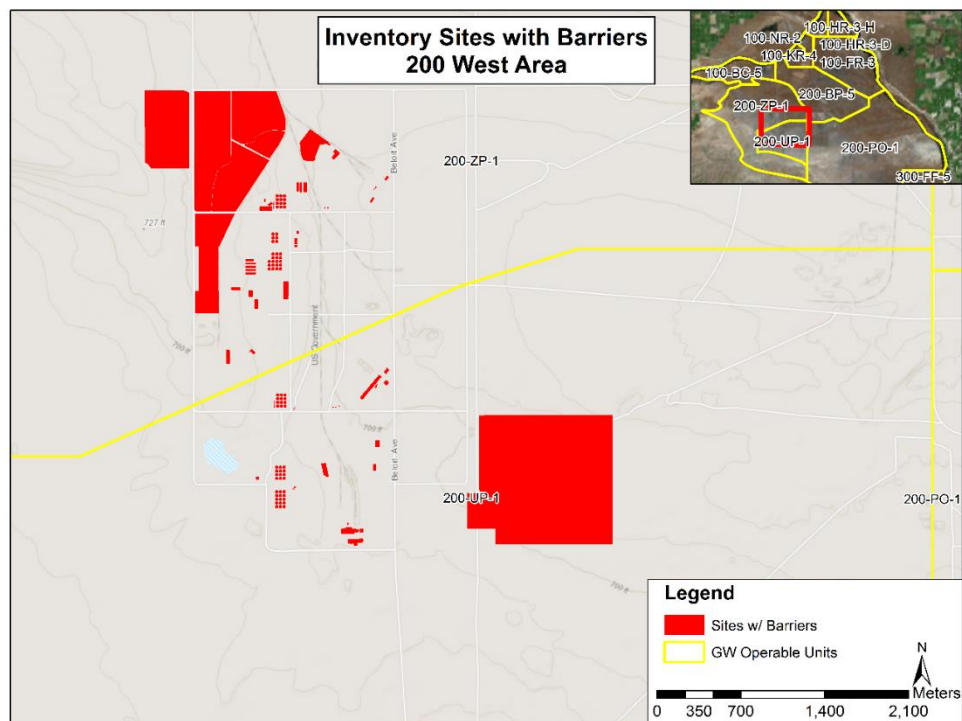 Inventory Sites with Barriers
200 West Area
100-HR-3-H
100-NR-2
100-HR-3-D
100-KR-4
100-FR-3
100-BC-5
200-BP-5
200-ZP-1
200-UP-1
200-PO-1
300-FF-5
Beloit Ave
200-ZP-1
727 ft
US Government
700 ft
700 ft
Beloit Ave
200-UP-1
200-PO-1
700 ft
Legend
Sites w/ Barriers
GW Operable Units
N
Meters
0 350 700 1,400 2,100